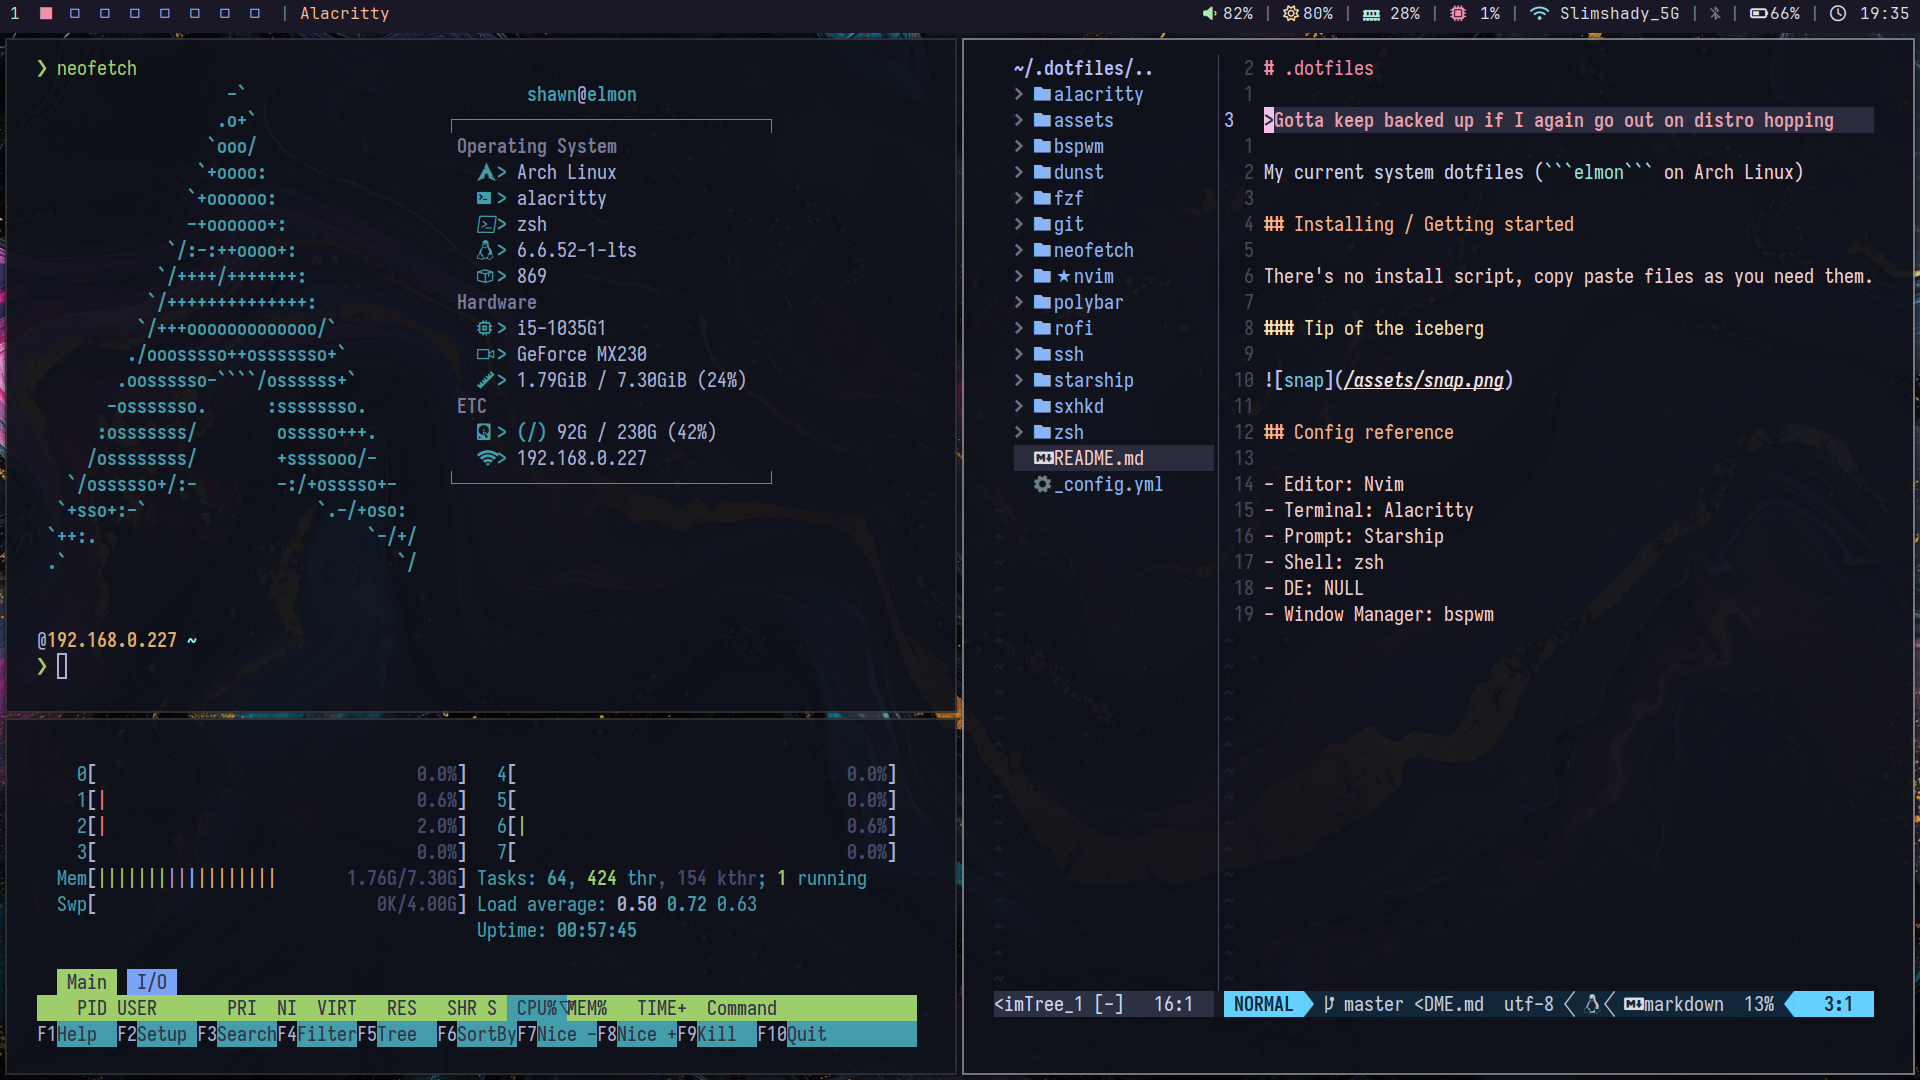 1 | Alacritty 82% | 80% | 28% | 1% | Slimshady_5G | | 66% | 19:35
❯ neofetch
shawn@elmon
Operating System
> Arch Linux
> alacritty
> zsh
> 6.6.52-1-lts
> 869
Hardware
> i5-1035G1
> GeForce MX230
> 1.79GiB / 7.30GiB (24%)
ETC
> (/) 92G / 230G (42%)
> 192.168.0.227
-`
.o+`
`ooo/
`+oooo:
`+oooooo:
-+oooooo+:
`/:-:++oooo+:
`/++++/+++++++:
`/++++++++++++++:
`/+++ooooooooooooo/`
./ooosssso++osssssso+`
.oossssso-````/ossssss+`
-osssssso. :ssssssso.
:osssssss/ osssso+++.
/ossssssss/ +ssssooo/-
`/ossssso+/:- -:/+osssso+-
`+sso+:-` `.-/+oso:
`++:. `-/+/
.` `/
@192.168.0.227 ~
❯
0[ 0.0%] 4[ 0.0%]
1[| 0.6%] 5[ 0.0%]
2[| 2.0%] 6[| 0.6%]
3[ 0.0%] 7[ 0.0%]
Mem[|||||||||||||||||| 1.76G/7.30G] Tasks: 64, 424 thr, 154 kthr; 1 running
Swp[ 0K/4.00G] Load average: 0.50 0.72 0.63
Uptime: 00:57:45
Main I/O
PID USER PRI NI VIRT RES SHR S CPU%▽MEM% TIME+ Command
F1Help F2Setup F3SearchF4FilterF5Tree F6SortByF7Nice -F8Nice +F9Kill F10Quit
~/.dotfiles/..
> alacritty
> assets
> bspwm
> dunst
> fzf
> git
> neofetch
> ★ nvim
> polybar
> rofi
> ssh
> starship
> sxhkd
> zsh
README.md
_config.yml
2 # .dotfiles
1
3 >Gotta keep backed up if I again go out on distro hopping
1
2 My current system dotfiles (```elmon``` on Arch Linux)
3
4 ## Installing / Getting started
5
6 There's no install script, copy paste files as you need them.
7
8 ### Tip of the iceberg
9
10 ![snap](/assets/snap.png)
11
12 ## Config reference
13
14 - Editor: Nvim
15 - Terminal: Alacritty
16 - Prompt: Starship
17 - Shell: zsh
18 - DE: NULL
19 - Window Manager: bspwm
<imTree_1 [-] 16:1 NORMAL master <DME.md utf-8 markdown 13% 3:1